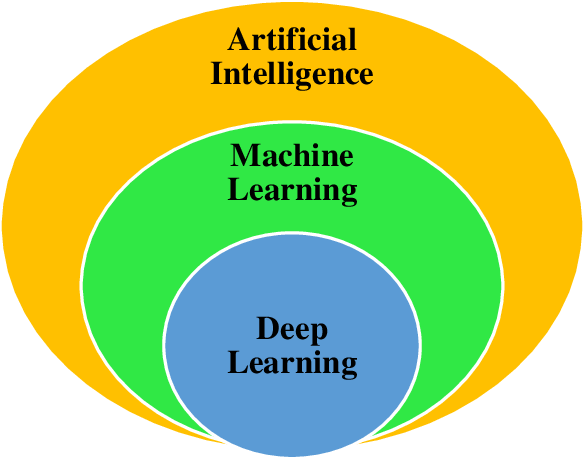 Artificial
Intelligence
Machine
Learning
Deep
Learning